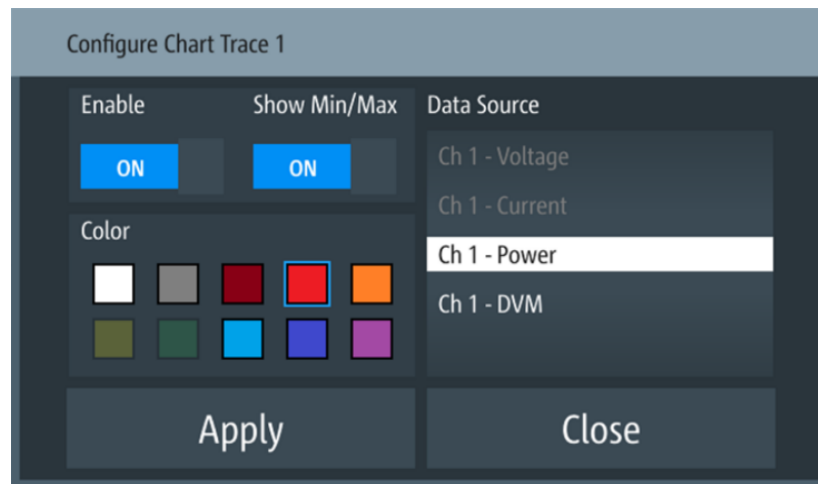 Configure Chart Trace 1
Enable
Show Min/Max
ON
ON
Color
Data Source
Ch 1 - Voltage
Ch 1 - Current
Ch 1 - Power
Ch 1 - DVM
Apply
Close